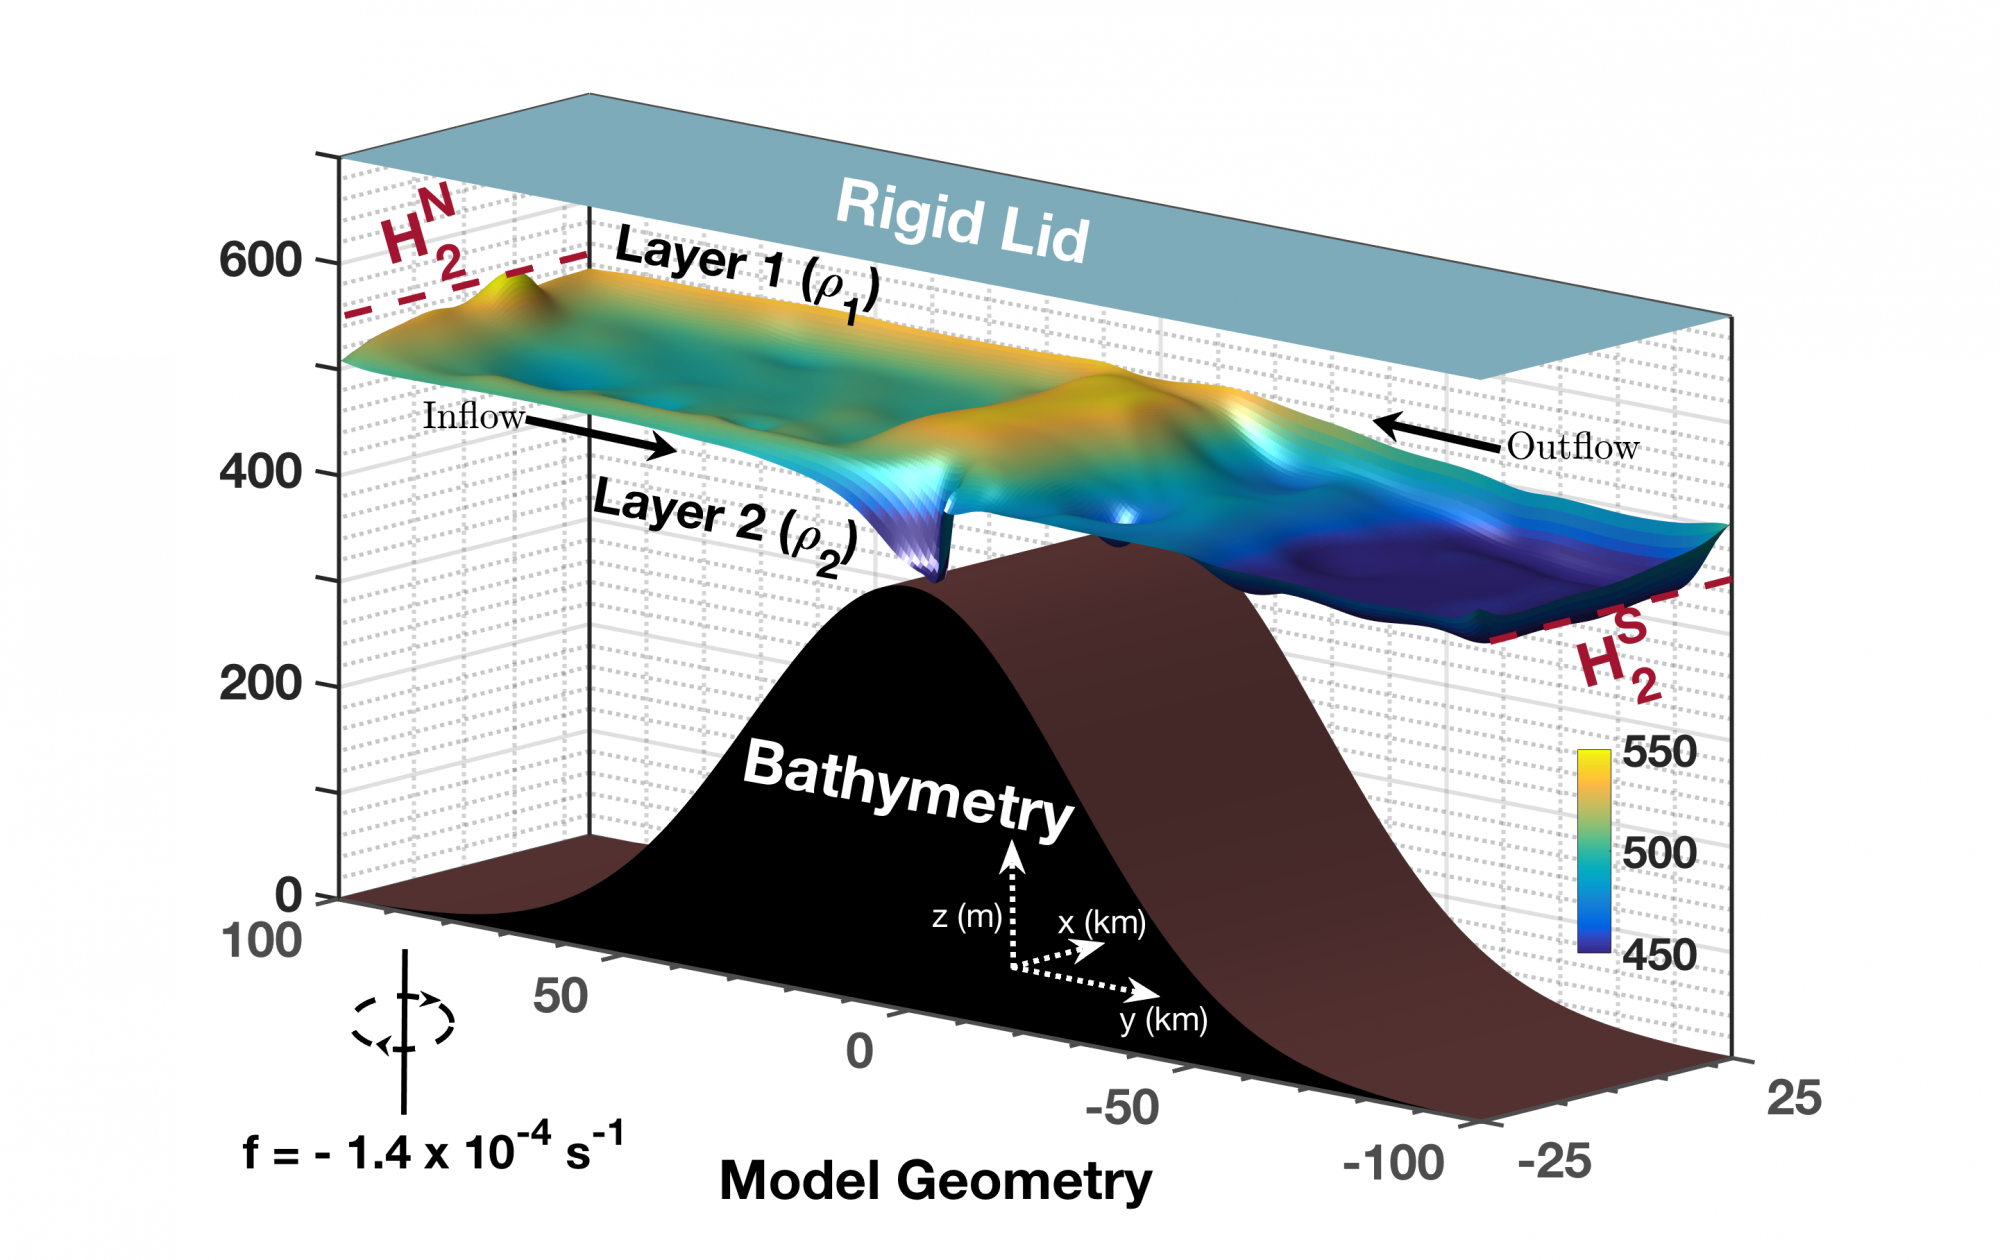 Rigid Lid
H₂ᴺ
Layer 1 (ρ₁)
600
Inflow
Outflow
400
Layer 2 (ρ₂)
H₂ˢ
200
550
Bathymetry
500
z (m)
x (km)
450
y (km)
0
100
50
0
-50
-100
-25
25
f = - 1.4 x 10⁻⁴ s⁻¹
Model Geometry